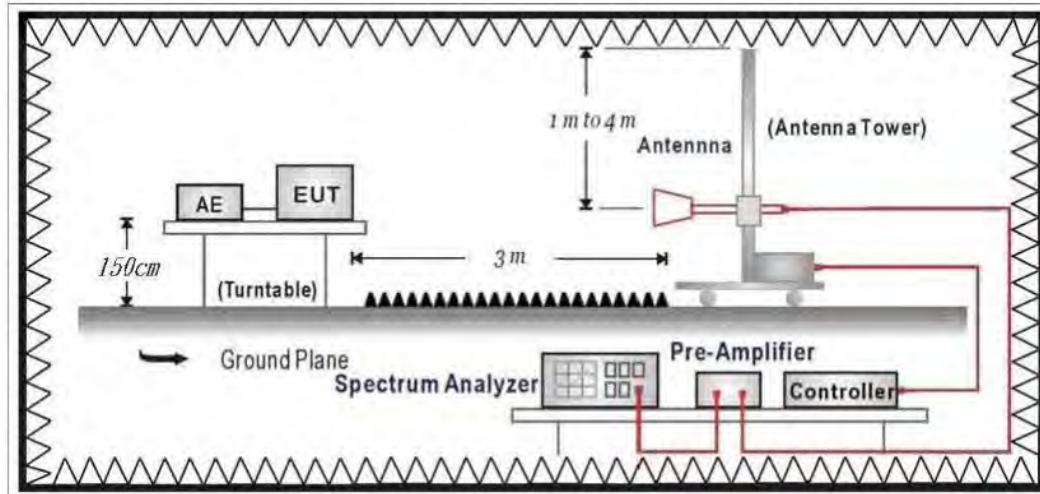 1 m to 4 m
(Antenna Tower)
Antennna
EUT
AE
150cm
3 m
(Turntable)
Ground Plane
Pre-Amplifier
Spectrum Analyzer
Controller